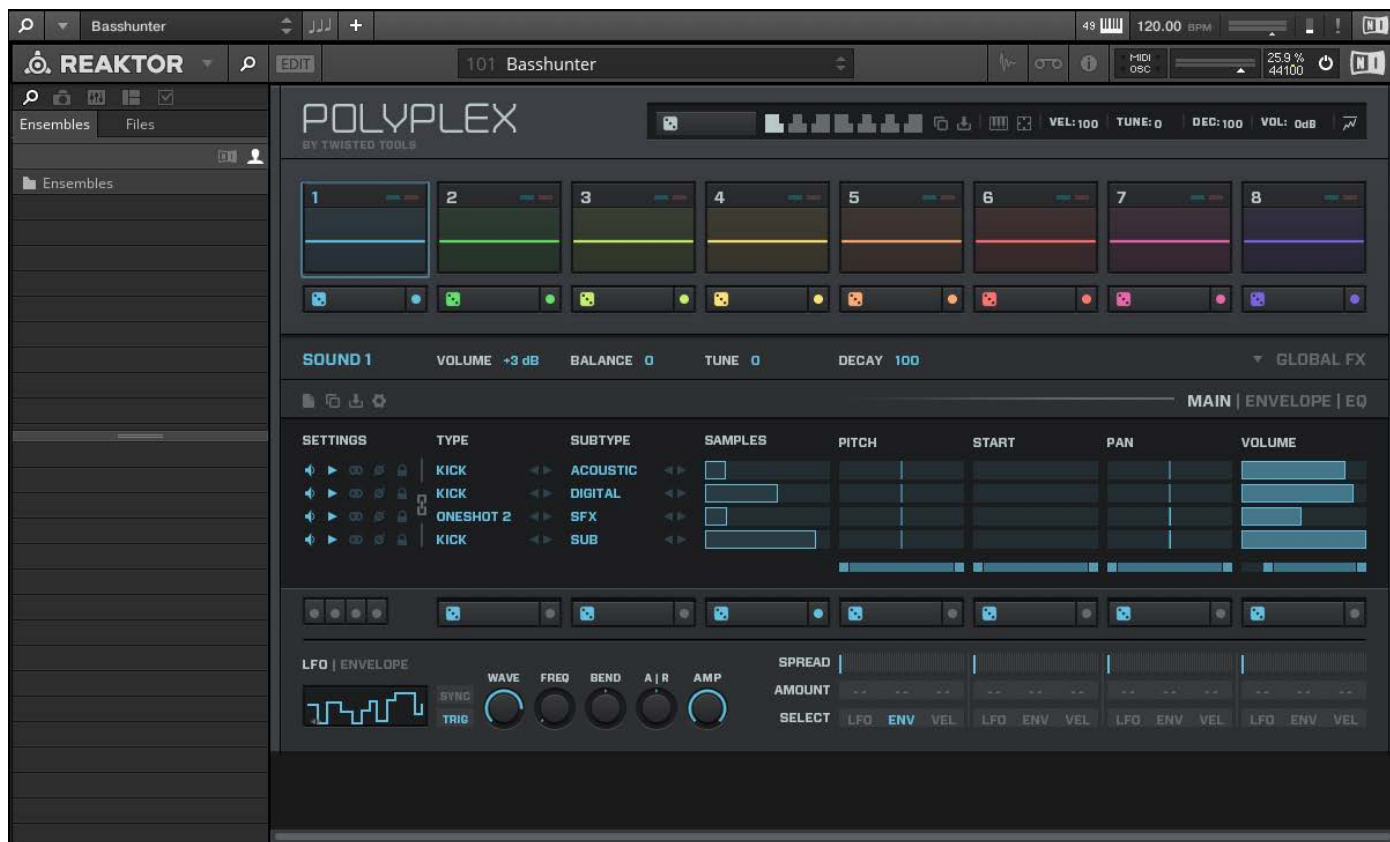 Basshunter
49
120.00 BPM
!
NI
REAKTOR
EDIT
101 Basshunter
MIDI
OSC
25.9 %
44100
NI
Ensembles Files
NI
Ensembles
POLYPLEX
BY TWISTED TOOLS
VEL: 100 TUNE: 0 DEC: 100 VOL: 0dB
1 2 3 4 5 6 7 8
SOUND 1 VOLUME +3 dB BALANCE 0 TUNE 0 DECAY 100 GLOBAL FX
MAIN | ENVELOPE | EQ
SETTINGS TYPE SUBTYPE SAMPLES PITCH START PAN VOLUME
KICK ACOUSTIC
KICK DIGITAL
ONESHOT 2 SFX
KICK SUB
LFO | ENVELOPE
SYNC
TRIG
WAVE FREQ BEND A | R AMP
SPREAD
AMOUNT -- -- -- -- -- -- -- -- -- -- -- --
SELECT LFO ENV VEL LFO ENV VEL LFO ENV VEL LFO ENV VEL